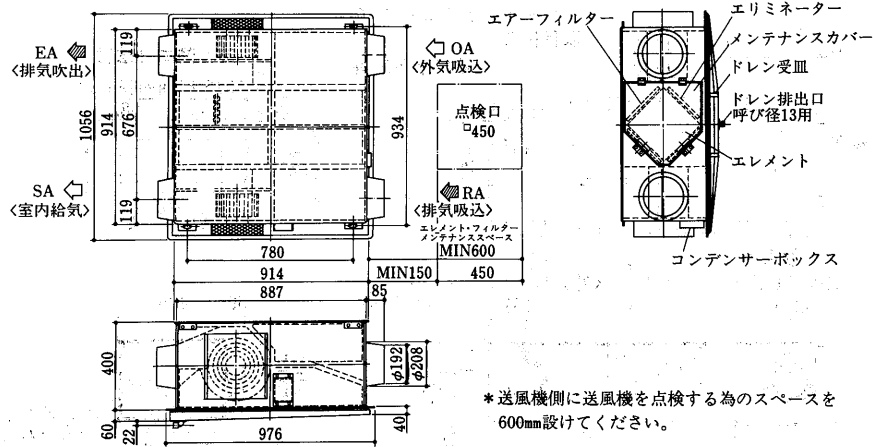 EA
〈排気吹出〉
SA
〈室内給気〉
119
676
119
914
1056
OA
〈外気吸込〉
934
点検口
□450
RA
〈排気吸込〉
エレメント・フィルター
メンテナンススペース
MIN600
780
914
MIN150
450
887
85
400
60
22
φ192
φ208
40
976
エアーフィルター
エリミネーター
メンテナンスカバー
ドレン受皿
ドレン排出口
呼び径13用
エレメント
コンデンサーボックス
*送風機側に送風機を点検する為のスペースを
600mm設けてください。